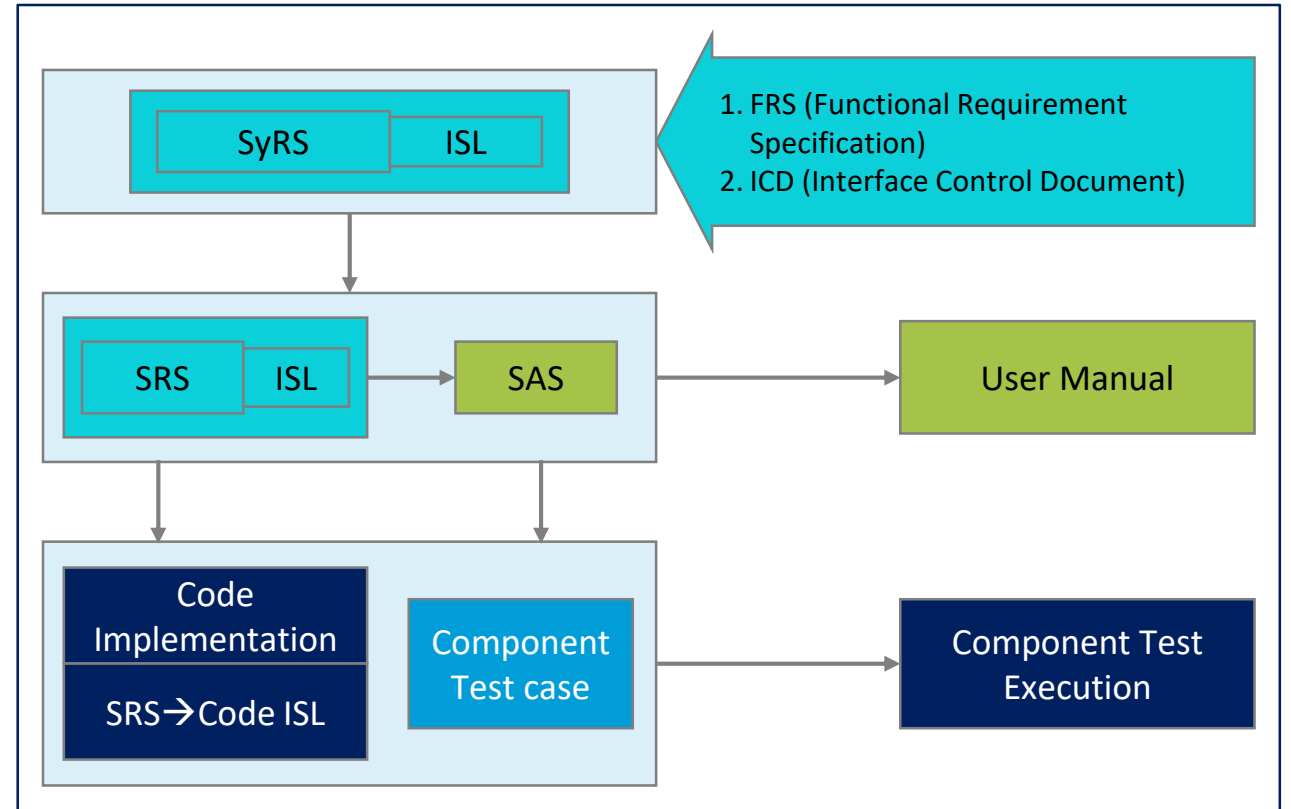 SyRS
ISL
1. FRS (Functional Requirement
Specification)
2. ICD (Interface Control Document)
SRS
ISL
SAS
User Manual
Code
Implementation
SRS→Code ISL
Component
Test case
Component Test
Execution